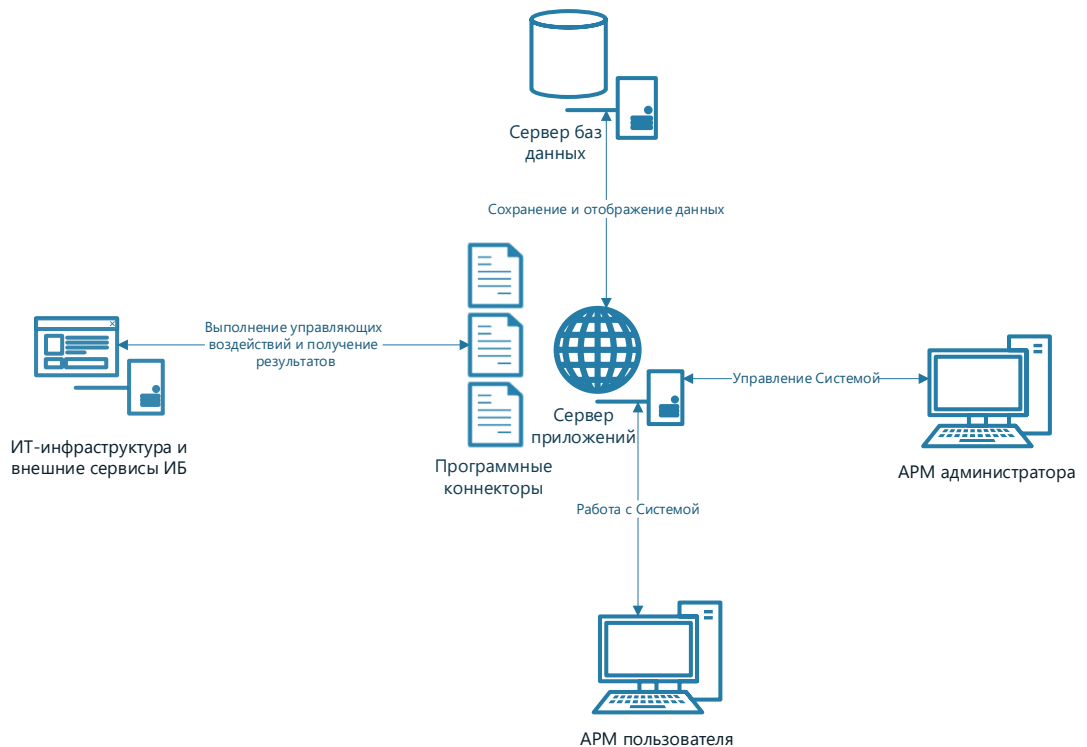 Сервер баз
данных
Сохранение и отображение данных
Выполнение управляющих
воздействий и получение
результатов
Сервер
приложений
Управление Системой
ИТ-инфраструктура и
внешние сервисы ИБ
Программные
коннекторы
АРМ администратора
Работа с Системой
АРМ пользователя